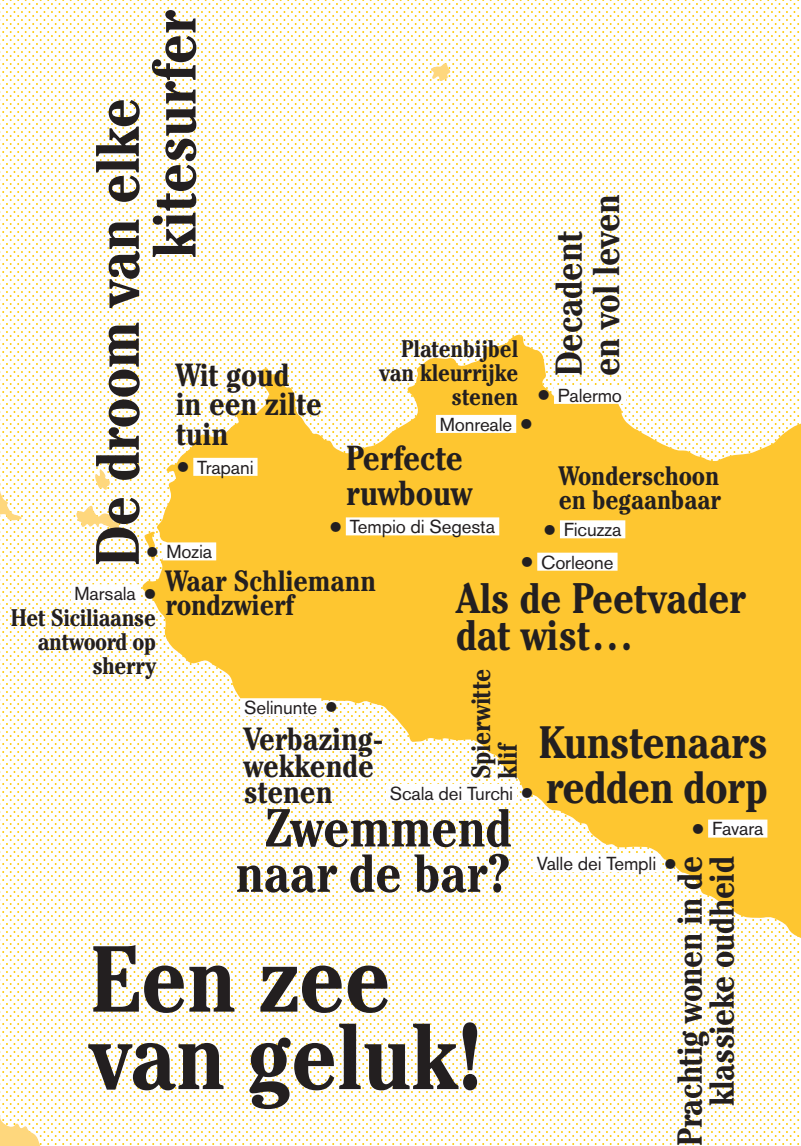 De droom van elke
kitesurfer
Decadent
en vol leven
Platenbijbel
van kleurrijke
stenen
Palermo
Monreale
Wit goud
in een zilte
tuin
Trapani
Perfecte
ruwbouw
Tempio di Segesta
Wonderschoon
en begaanbaar
Ficuzza
Mozia
Corleone
Waar Schliemann
rondzwierf
Marsala
Het Siciliaanse
antwoord op
sherry
Als de Peetvader
dat wist...
Selinunte
Verbazing-
wekkende
stenen
Spierwitte
klif
Scala dei Turchi
Kunstenaars
redden dorp
Favara
Zwemmend
naar de bar?
Valle dei Templi
Prachtig wonen in de
klassieke oudheid
Een zee
van geluk!